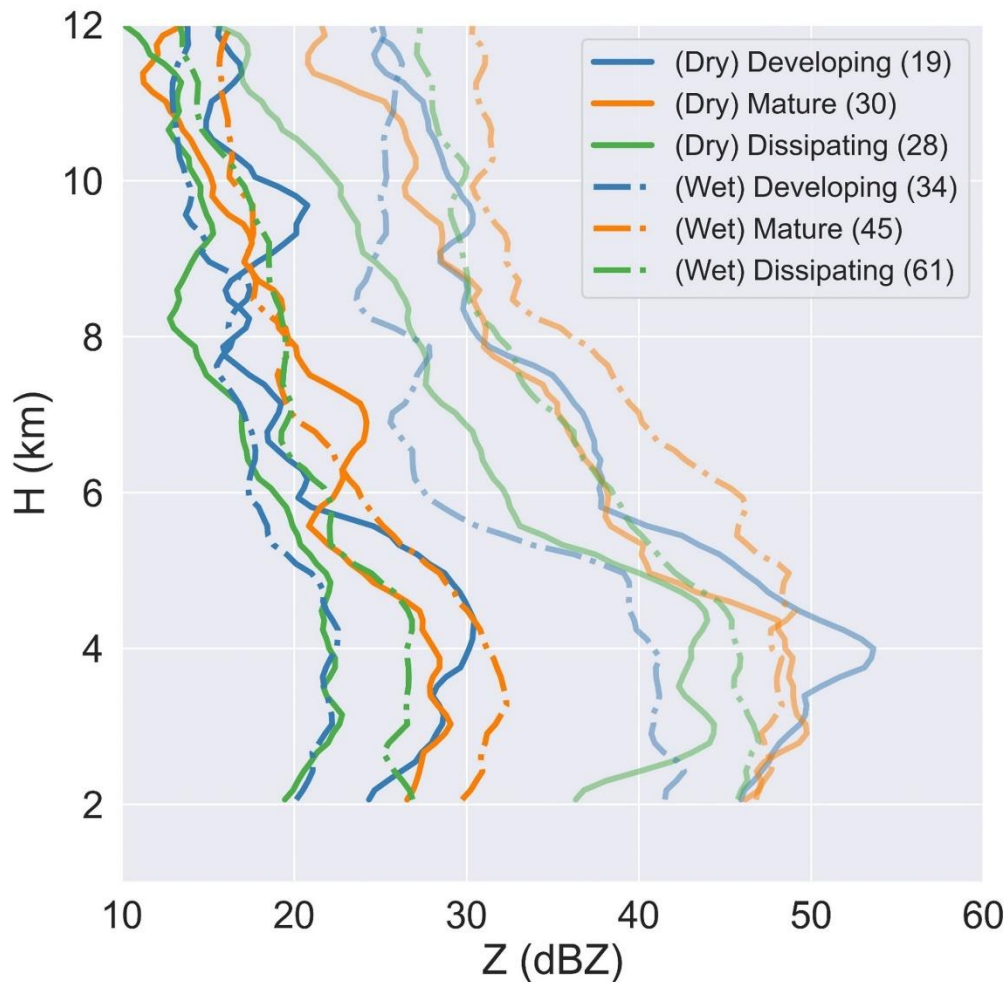 12
10
8
6
4
2
H (km)
(Dry) Developing (19)
(Dry) Mature (30)
(Dry) Dissipating (28)
(Wet) Developing (34)
(Wet) Mature (45)
(Wet) Dissipating (61)
10 20 30 40 50 60
Z (dBZ)